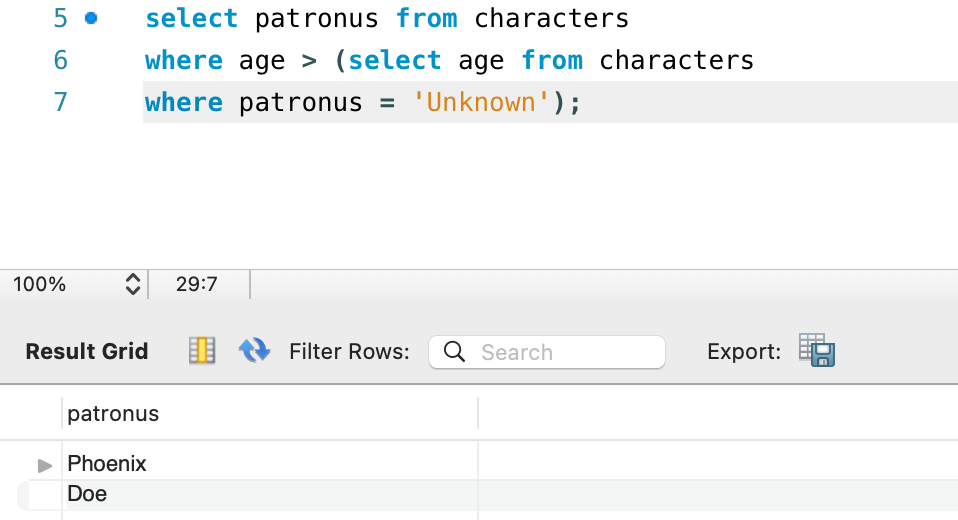 5 select patronus from characters
6 where age > (select age from characters
7 where patronus = 'Unknown');
100% 29:7
Result Grid Filter Rows: Search Export:
patronus
Phoenix
Doe